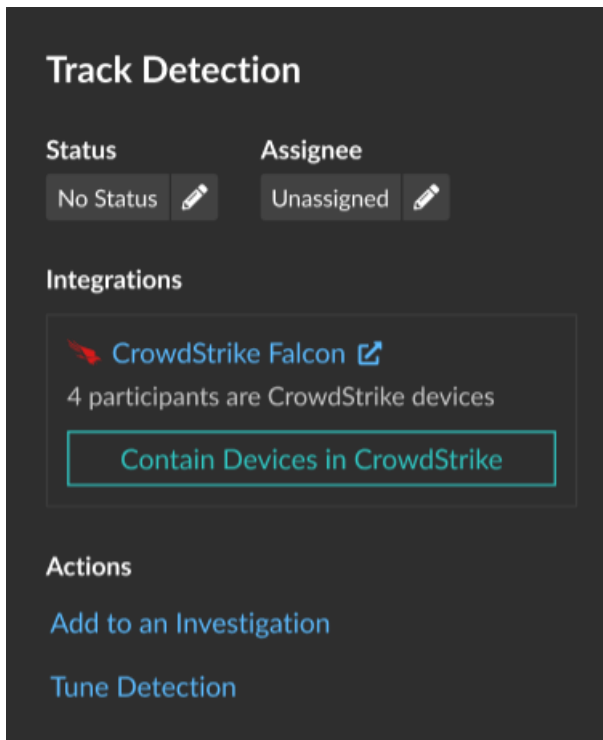 Track Detection
Status
Assignee
No Status
Unassigned
Integrations
CrowdStrike Falcon
4 participants are CrowdStrike devices
Contain Devices in CrowdStrike
Actions
Add to an Investigation
Tune Detection